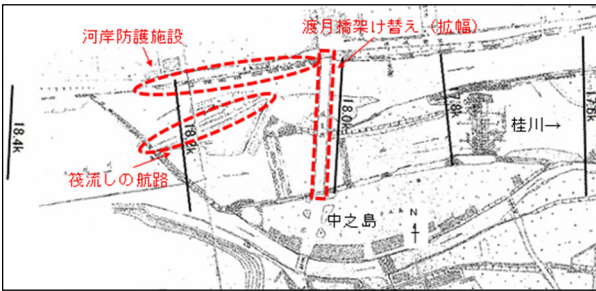 河岸防護施設
渡月橋架け替え（拡幅）
18.4k
18.2k
18.0k
17.8k
17.6k
桂川→
筏流しの航路
中之島
N